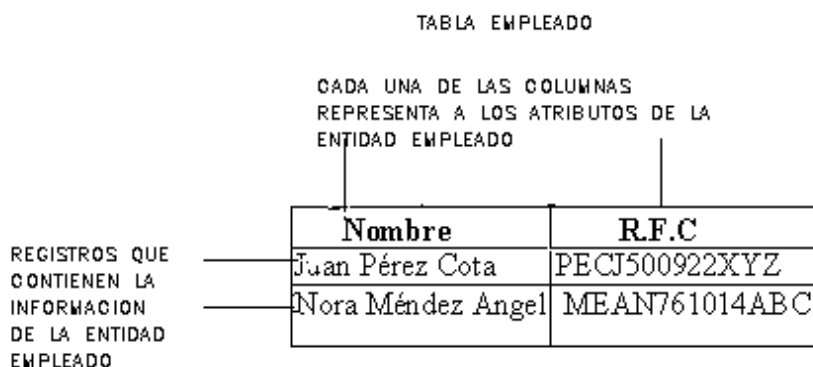 TABLA EMPLEADO
CADA UNA DE LAS COLUMNAS
REPRESENTA A LOS ATRIBUTOS DE LA
ENTIDAD EMPLEADO
Nombre R.F.C
REGISTROS QUE
CONTIENEN LA
INFORMACION
DE LA ENTIDAD
EMPLEADO
Juan Pérez Cota PECJ500922XYZ
Nora Méndez Angel MEAN761014ABC